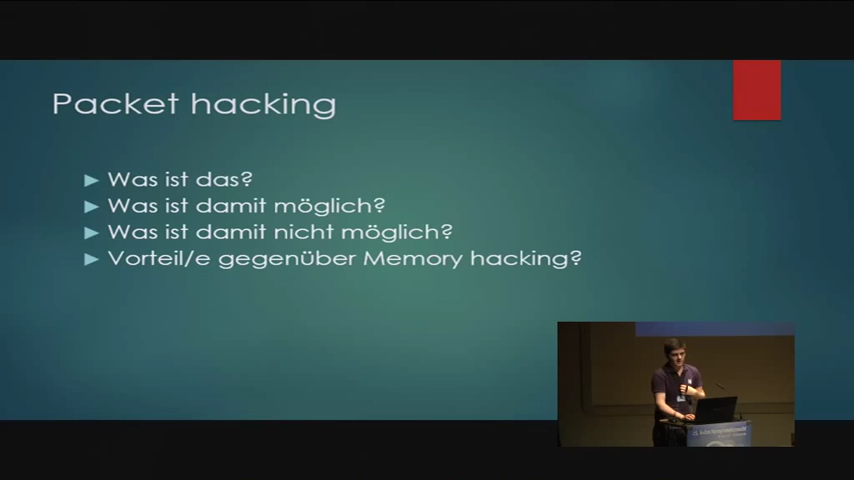 Packet hacking
Was ist das?
Was ist damit möglich?
Was ist damit nicht möglich?
Vorteil/e gegenüber Memory hacking?